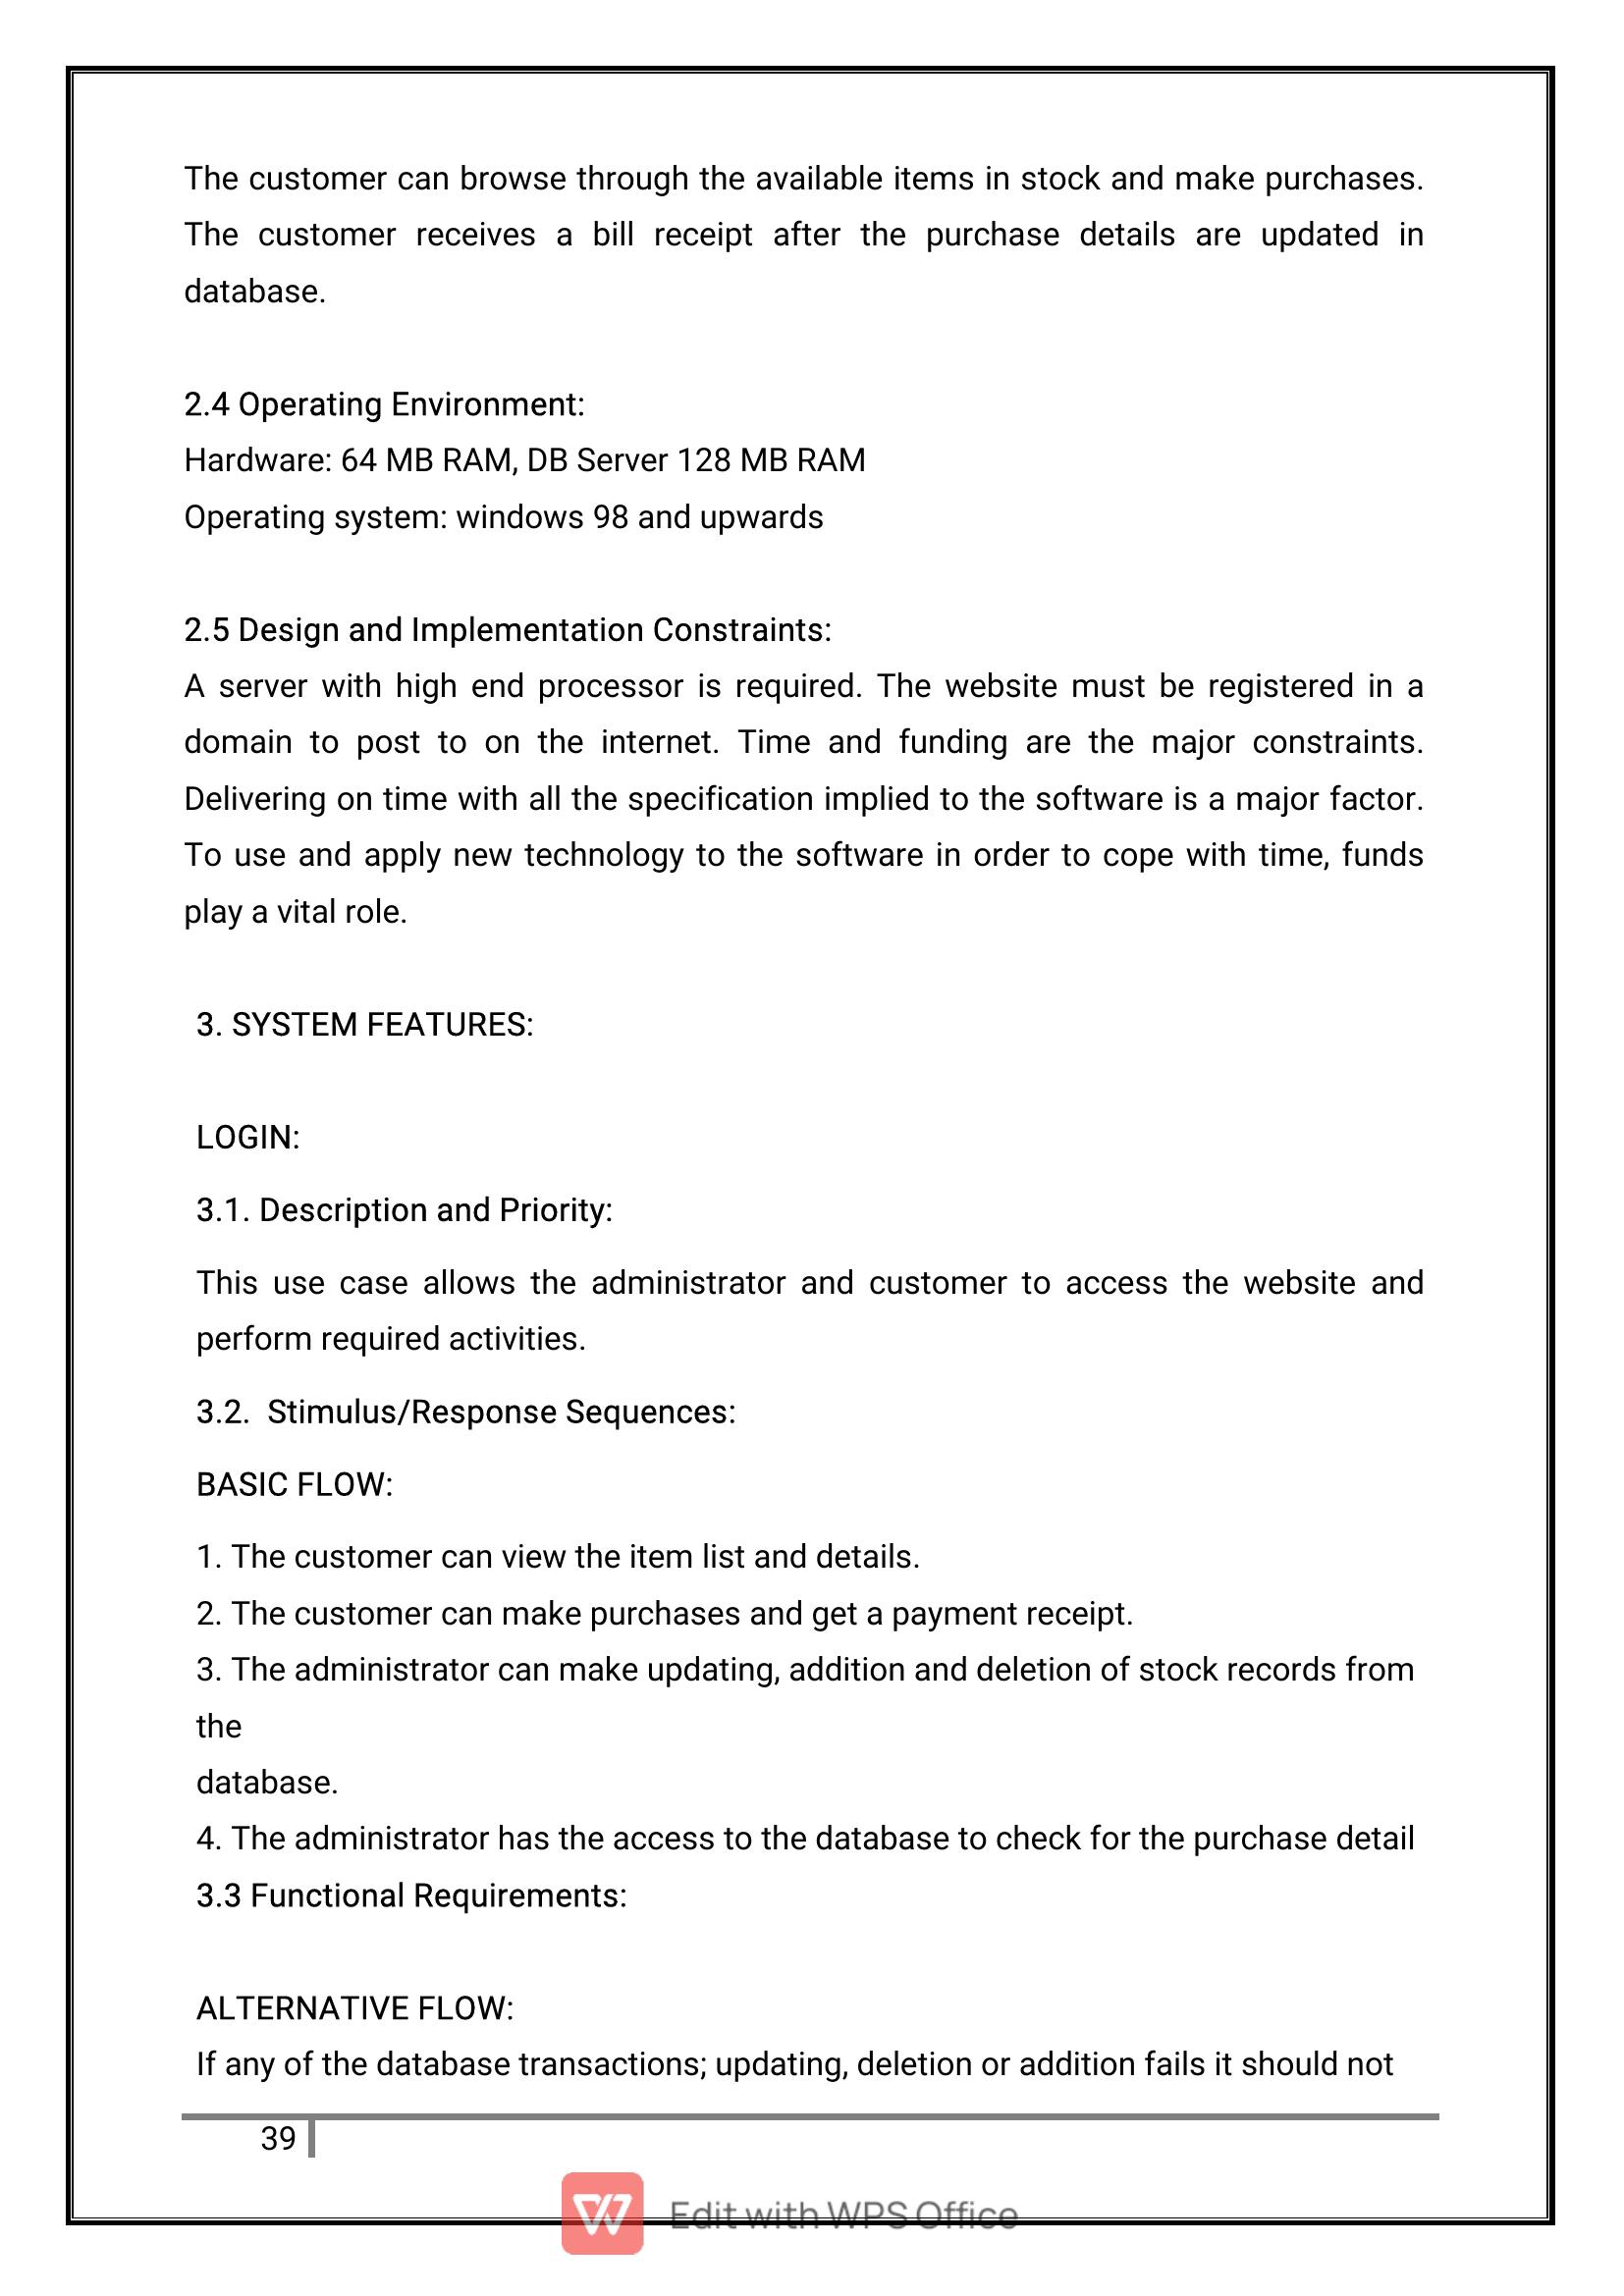 The customer can browse through the available items in stock and make purchases.
The customer receives a bill receipt after the purchase details are updated in
database.
2.4 Operating Environment:
Hardware: 64 MB RAM, DB Server 128 MB RAM
Operating system: windows 98 and upwards
2.5 Design and Implementation Constraints:
A server with high end processor is required. The website must be registered in a
domain to post to on the internet. Time and funding are the major constraints.
Delivering on time with all the specification implied to the software is a major factor.
To use and apply new technology to the software in order to cope with time, funds
play a vital role.
3. SYSTEM FEATURES:
LOGIN:
3.1. Description and Priority:
This use case allows the administrator and customer to access the website and
perform required activities.
3.2.  Stimulus/Response Sequences:
BASIC FLOW:
1. The customer can view the item list and details.
2. The customer can make purchases and get a payment receipt.
3. The administrator can make updating, addition and deletion of stock records from
the
database.
4. The administrator has the access to the database to check for the purchase detail
3.3 Functional Requirements:
ALTERNATIVE FLOW:
If any of the database transactions; updating, deletion or addition fails it should not
39
Edit with WPS Office